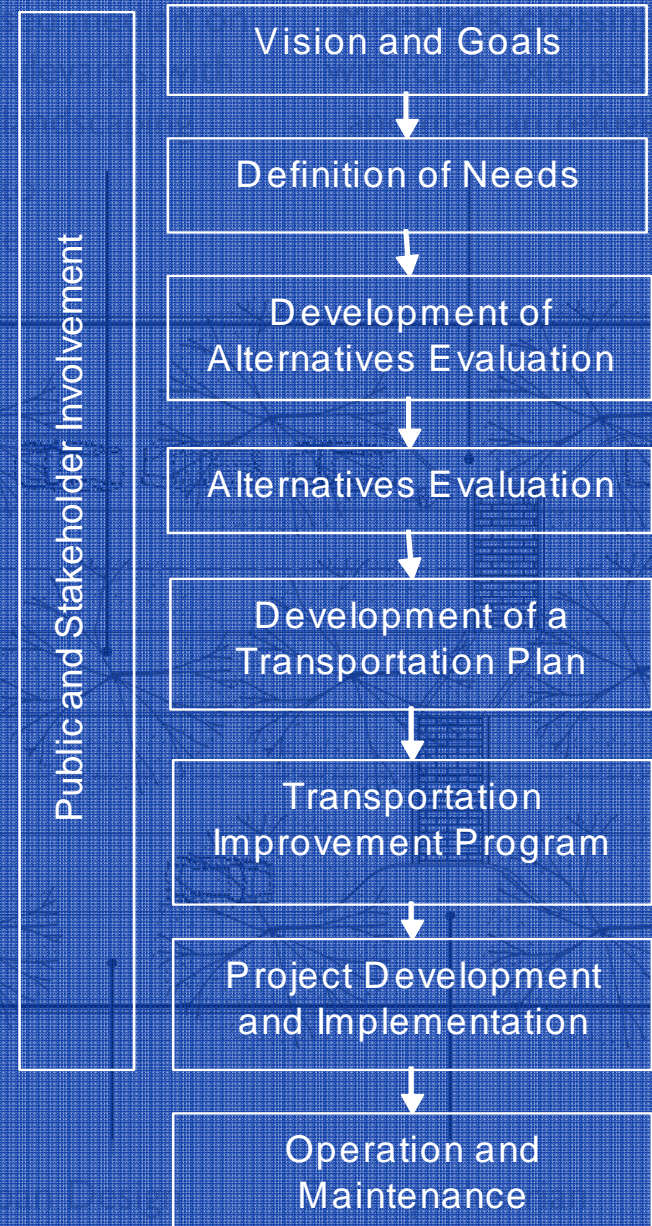 Public and Stakeholder Involvement
Vision and Goals
Definition of Needs
Development of
Alternatives Evaluation
Alternatives Evaluation
Development of a
Transportation Plan
Transportation
Improvement Program
Project Development
and Implementation
Operation and
Maintenance